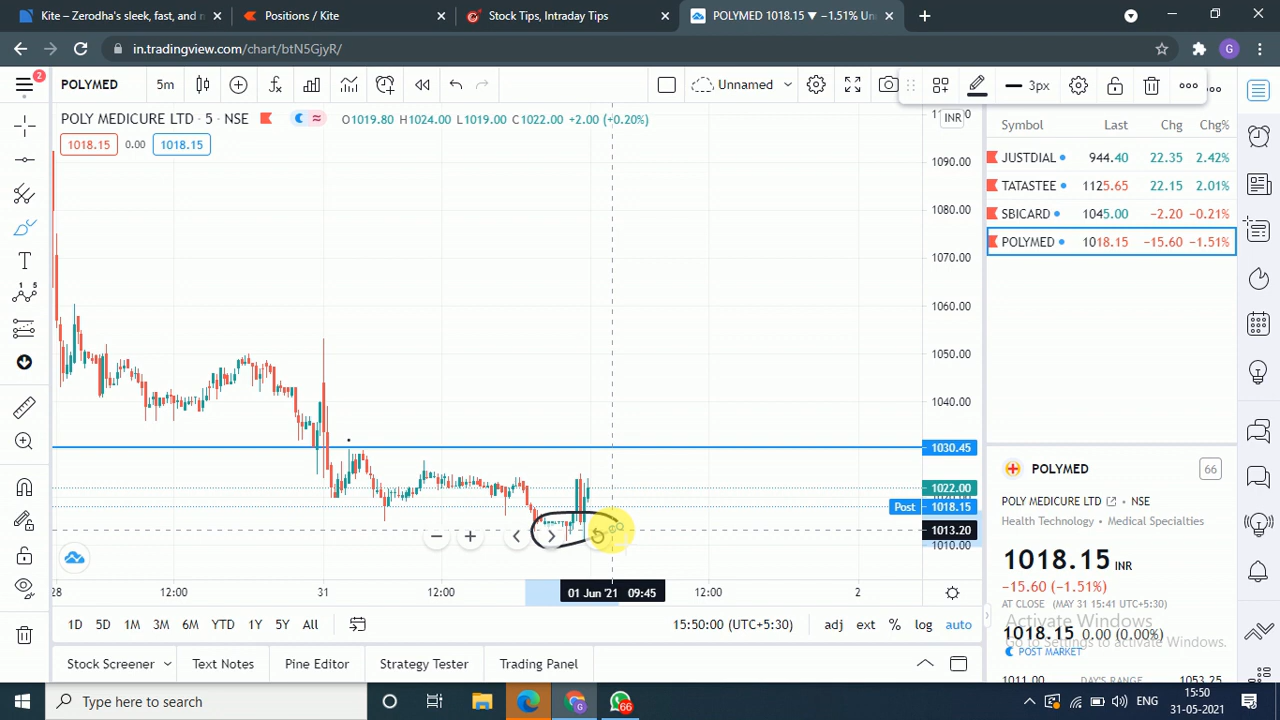 Kite – Zerodha's sleek, fast, and n
Positions / Kite
Stock Tips, Intraday Tips
POLYMED 1018.15 ▼ −1.51% Un
in.tradingview.com/chart/btN5GjyR/
G
2
POLYMED
5m
Unnamed
3px
POLY MEDICURE LTD · 5 · NSE
O1019.80 H1024.00 L1019.00 C1022.00 +2.00 (+0.20%)
INR
1018.15
0.00
1018.15
1090.00
1080.00
1070.00
1060.00
1050.00
1040.00
1030.45
1022.00
Post 1018.15
1013.20
1010.00
28
12:00
31
12:00
01 Jun '21 09:45
12:00
2
1D 5D 1M 3M 6M YTD 1Y 5Y All
15:50:00 (UTC+5:30)
adj ext % log auto
Stock Screener
Text Notes
Pine Editor
Strategy Tester
Trading Panel
Symbol Last Chg Chg%
JUSTDIAL 944.40 22.35 2.42%
TATASTEE 1125.65 22.15 2.01%
SBICARD 1045.00 −2.20 −0.21%
POLYMED 1018.15 −15.60 −1.51%
POLYMED
66
POLY MEDICURE LTD NSE
Health Technology • Medical Specialties
1018.15 INR
−15.60 (−1.51%)
AT CLOSE (MAY 31 15:41 UTC+5:30)
Activate Windows
1018.15 0.00 (0.00%)
Go to Settings to activate Windows.
POST MARKET
1011.00 DAY'S RANGE 1053.25
Type here to search
66
ENG
15:50
31-05-2021